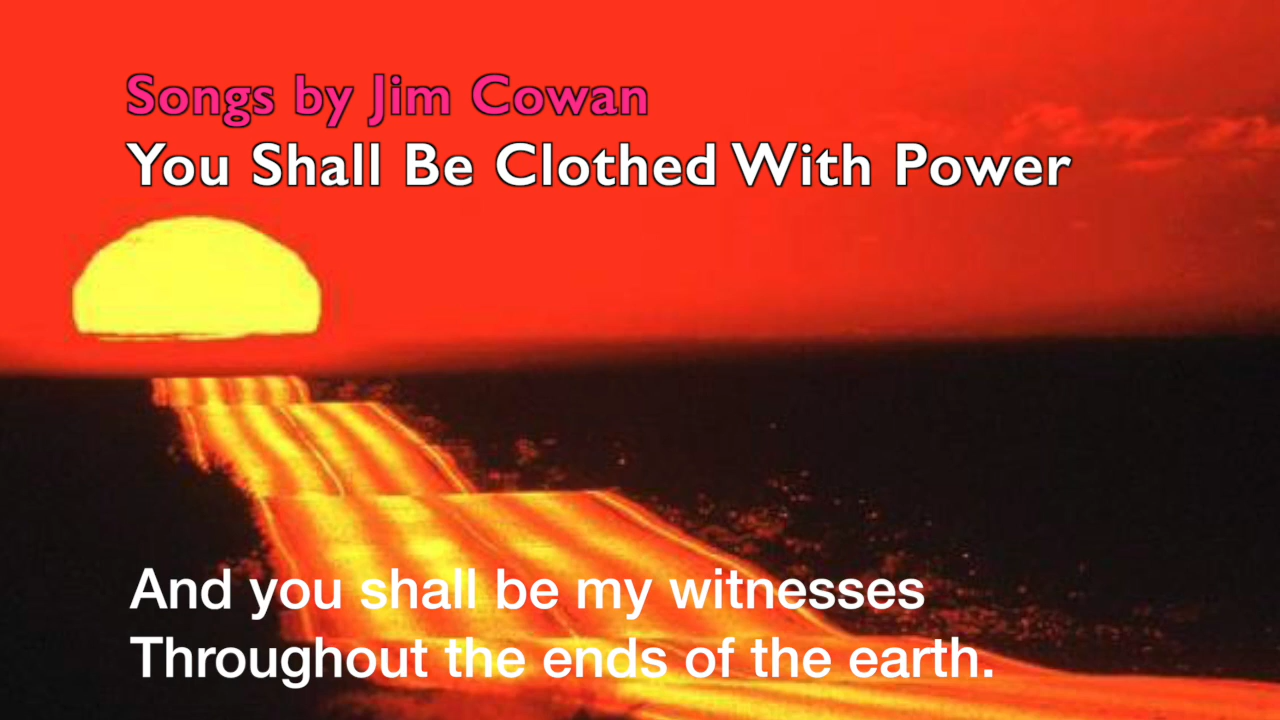 Songs by Jim Cowan
You Shall Be Clothed With Power
And you shall be my witnesses
Throughout the ends of the earth.